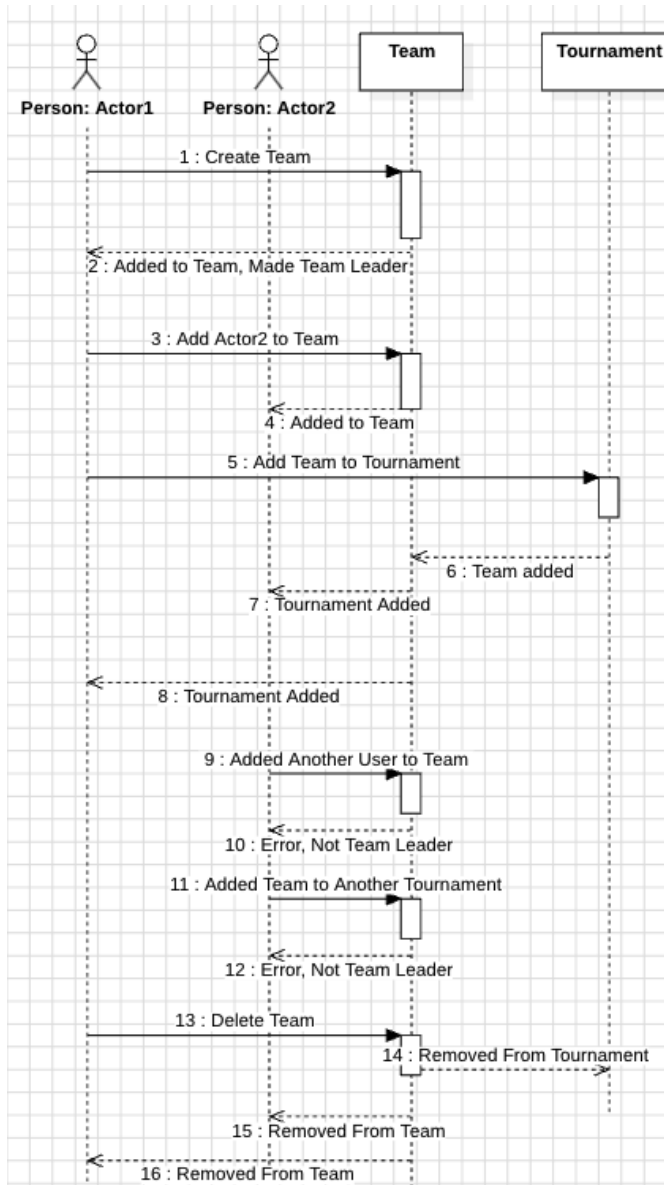 Team
Tournament
Person: Actor1
Person: Actor2
1 : Create Team
2 : Added to Team, Made Team Leader
3 : Add Actor2 to Team
4 : Added to Team
5 : Add Team to Tournament
6 : Team added
7 : Tournament Added
8 : Tournament Added
9 : Added Another User to Team
10 : Error, Not Team Leader
11 : Added Team to Another Tournament
12 : Error, Not Team Leader
13 : Delete Team
14 : Removed From Tournament
15 : Removed From Team
16 : Removed From Team